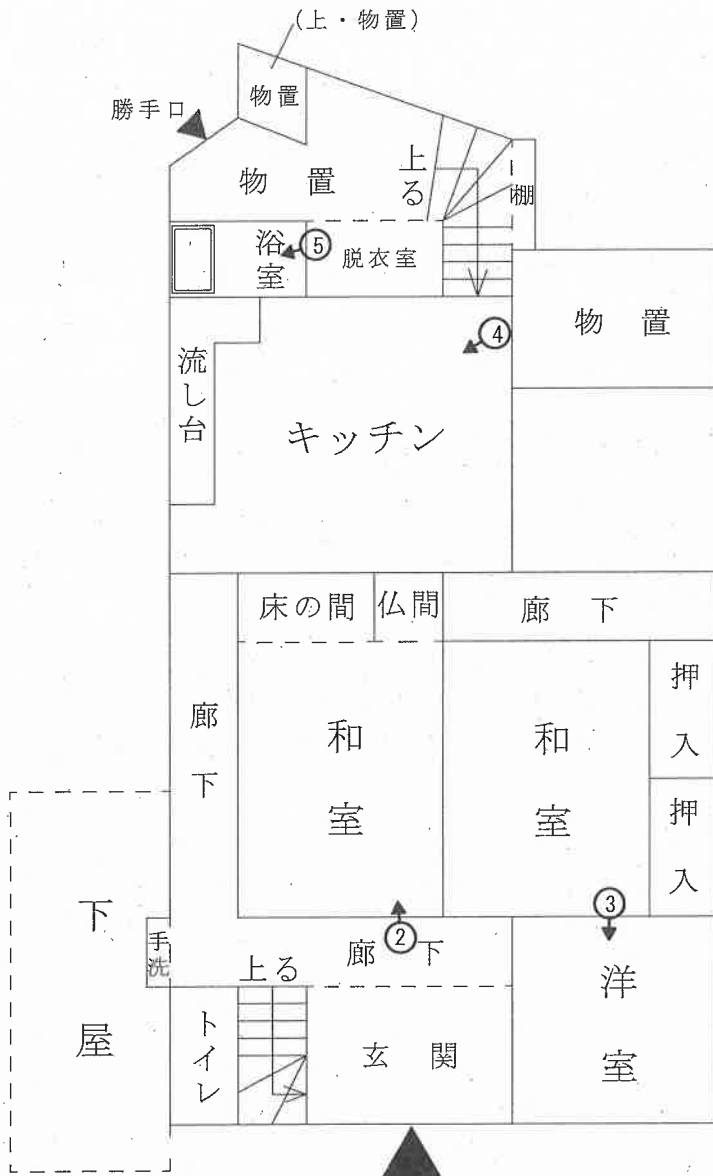 (上・物置)
物置
勝手口
物置
上る
棚
浴室
⑤
脱衣室
④
物置
流し台
キッチン
床の間
仏間
廊下
廊下
和室
和室
押入
押入
下屋
手洗
②
③
廊下
上る
洋室
トイレ
玄関